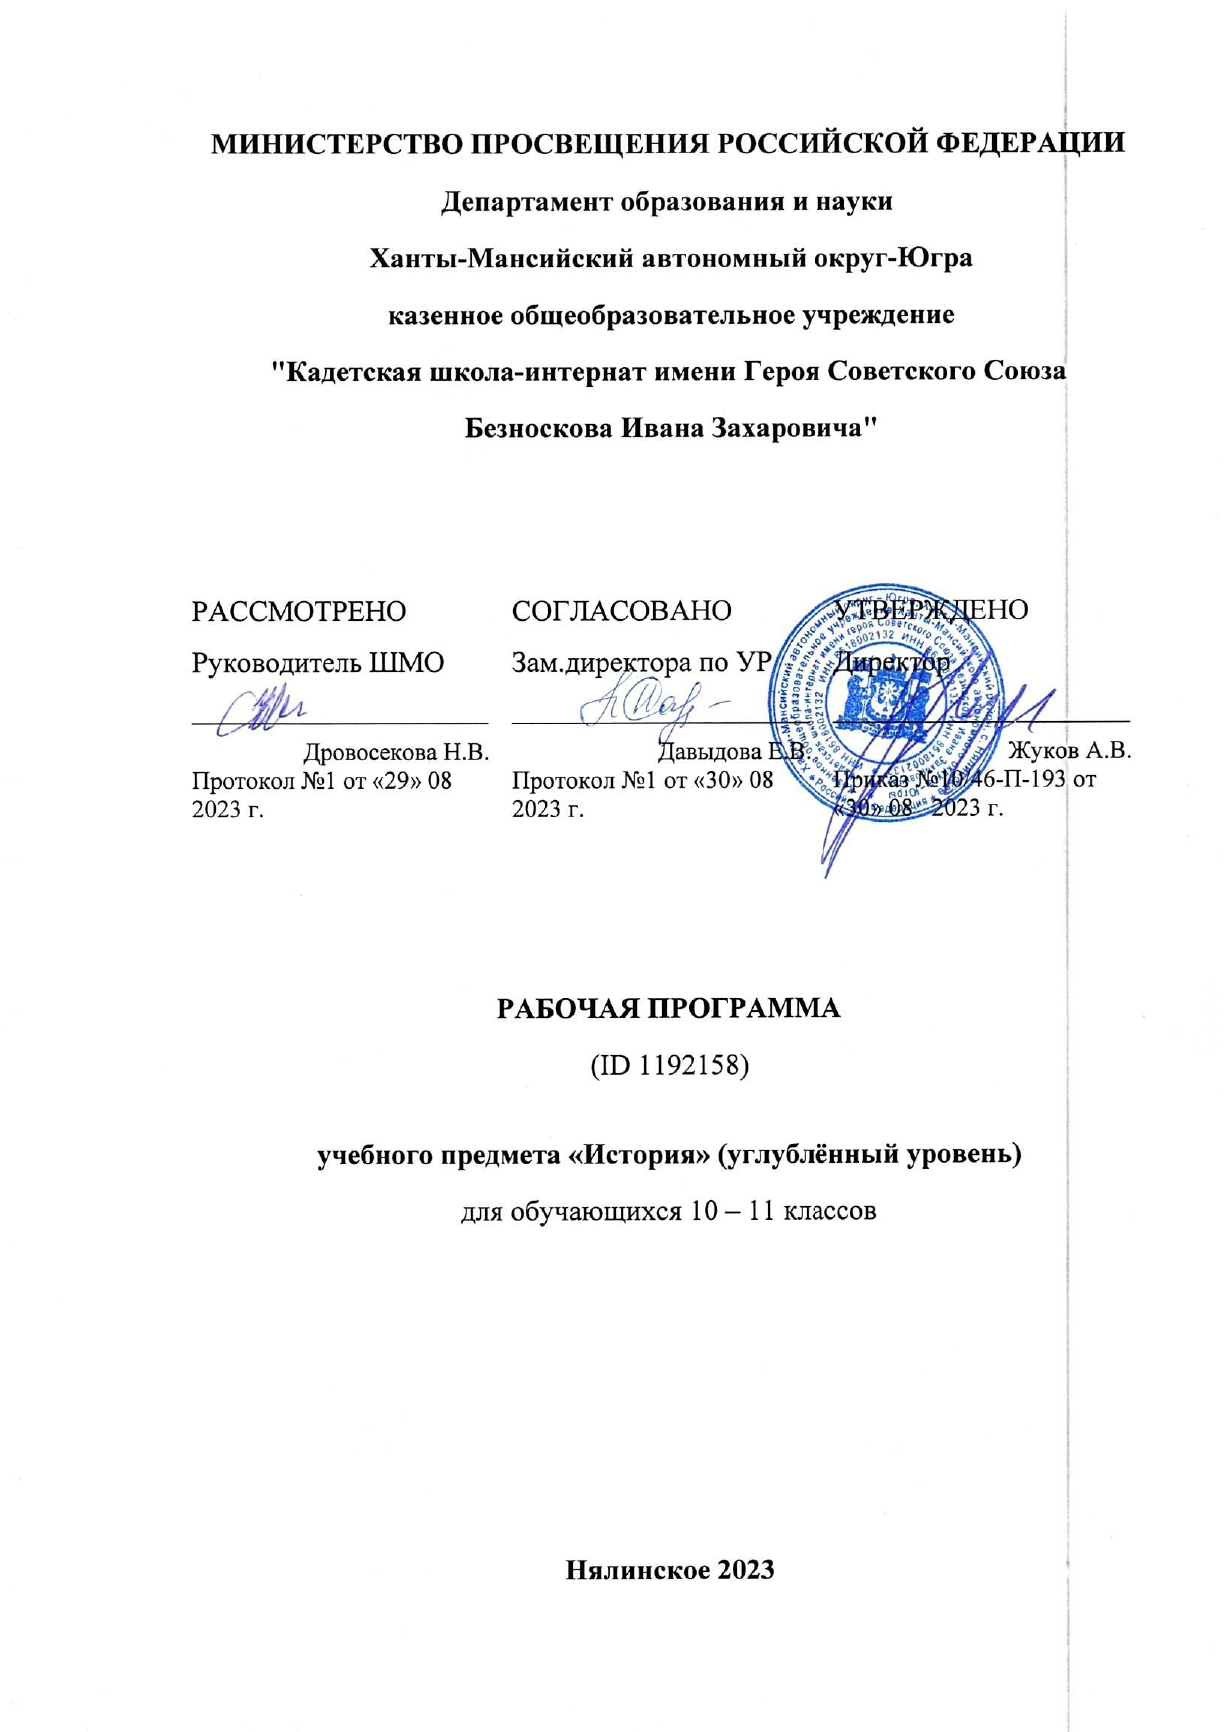 МИНИСТЕРСТВО ПРОСВЕЩЕНИЯ РОССИЙСКОЙ ФЕДЕРАЦИИ
Департамент образования и науки
Ханты-Мансийский автономный округ-Югра
казенное общеобразовательное учреждение
"Кадетская школа-интернат имени Героя Советского Союза
Безноскова Ивана Захаровича"
РАССМОТРЕНО
Руководитель ШМО
Дровосекова Н.В.
Протокол №1 от «29» 08
2023 г.
СОГЛАСОВАНО
Зам.директора по УР
Давыдова Е.В.
Протокол №1 от «30» 08
2023 г.
УТВЕРЖДЕНО
Директор
Жуков А.В.
Приказ №10/46-П-193 от
«30» 08 2023 г.
РАБОЧАЯ ПРОГРАММА
(ID 1192158)
учебного предмета «История» (углублённый уровень)
для обучающихся 10 – 11 классов
Нялинское 2023